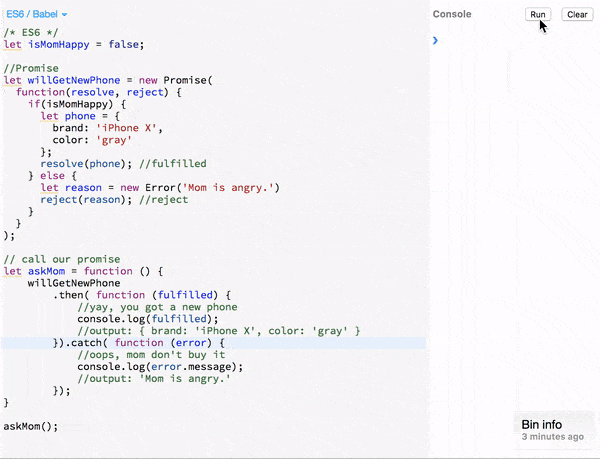 ES6 / Babel
/* ES6 */
let isMomHappy = false;

//Promise
let willGetNewPhone = new Promise(
  function(resolve, reject) {
    if(isMomHappy) {
      let phone = {
        brand: 'iPhone X',
        color: 'gray'
      };
      resolve(phone); //fulfilled
    } else {
      let reason = new Error('Mom is angry.')
      reject(reason); //reject
    }
  }
);

// call our promise
let askMom = function () {
    willGetNewPhone
        .then( function (fulfilled) {
            //yay, you got a new phone
            console.log(fulfilled);
            //output: { brand: 'iPhone X', color: 'gray' }
        }).catch( function (error) {
            //oops, mom don't buy it
            console.log(error.message);
            //output: 'Mom is angry.'
        });
}

askMom();
Console
Run
Clear
Bin info
3 minutes ago